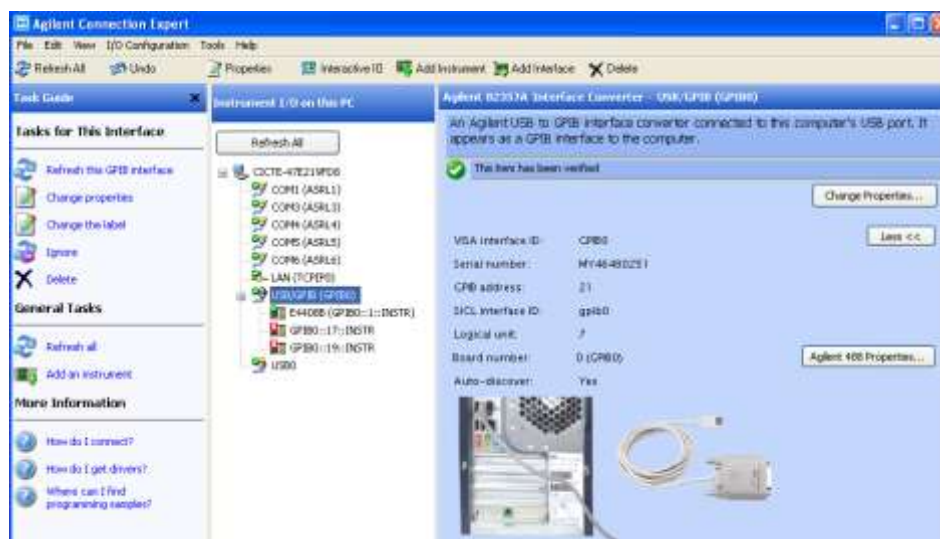 Agilent Connection Expert
File Edit View I/O Configuration Tools Help
Refresh All Undo Properties Interactive IO Add Instrument Add Interface Delete
Task Guide
Tasks for This Interface
Refresh this GPIB interface
Change properties
Change the label
Ignore
Delete
General Tasks
Refresh all
Add an instrument
More Information
How do I connect?
How do I get drivers?
Where can I find
programming samples?
Instrument I/O on this PC
Refresh All
COM1 (ASRL1)
COM3 (ASRL3)
COM4 (ASRL4)
COM5 (ASRL5)
COM6 (ASRL6)
LAN (TCPIP0)
USB/GPIB (GPIB0)
E4408B (GPIB0::1::INSTR)
GPIB0::17::INSTR
GPIB0::19::INSTR
USB0
Agilent 82357A Interface Converter - USB/GPIB (GPIB0)
An Agilent USB to GPIB interface converter connected to this computer's USB port. It
appears as a GPIB interface to the computer.
This item has been verified
Change Properties...
Less <<
VISA interface ID: GPIB0
Serial number:
GPIB address: 21
SICL interface ID: gpib0
Logical unit: 7
Board number: 0 (GPIB0)
Agilent 488 Properties...
Auto-discover: Yes